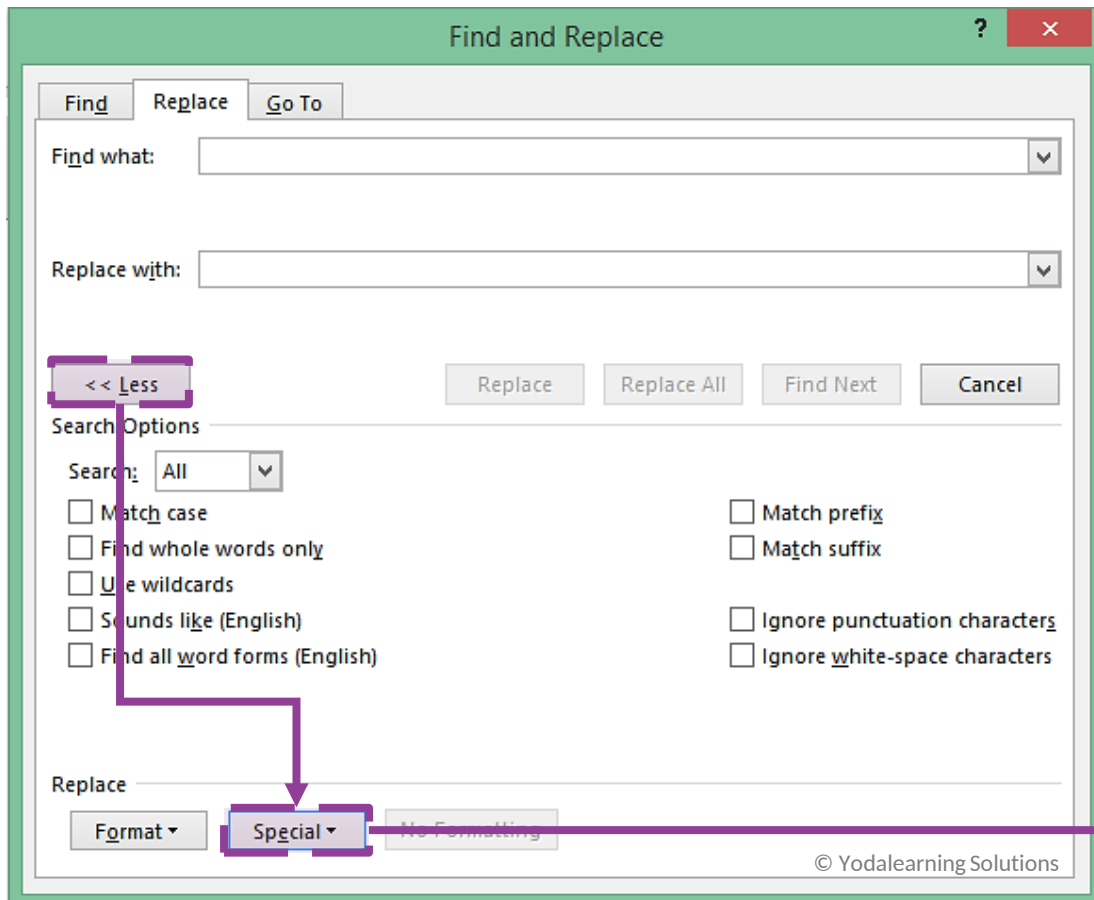 Find and Replace
?
Find Replace Go To
Find what:
Replace with:
<< Less Replace Replace All Find Next Cancel
Search Options
Search: All
Match case Match prefix
Find whole words only Match suffix
Use wildcards
Sounds like (English) Ignore punctuation characters
Find all word forms (English) Ignore white-space characters
Replace
Format Special No Formatting
© Yodalearning Solutions